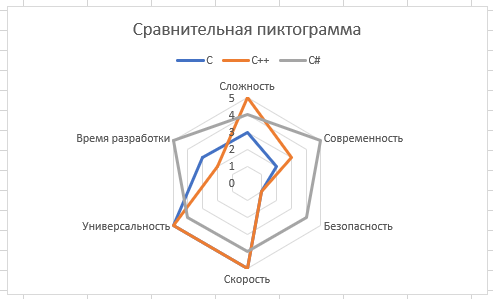 Сравнительная пиктограмма
C C++ C#
Сложность
5
4
3
2
1
0
Время разработки
Современность
Универсальность
Безопасность
Скорость